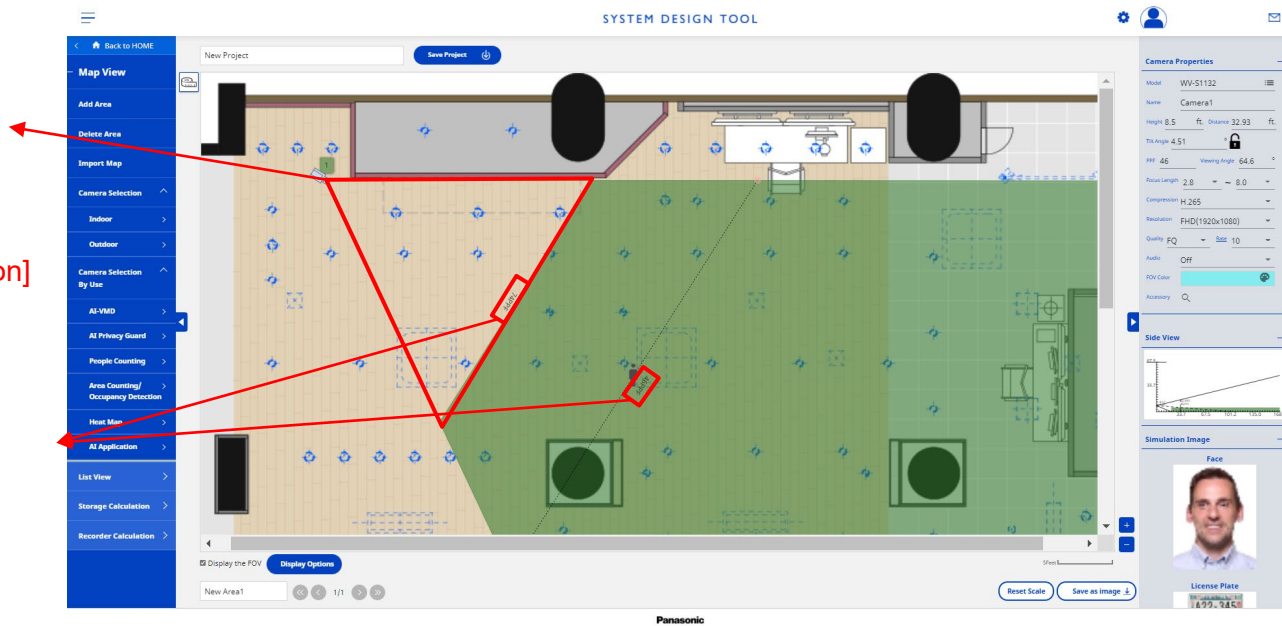 SYSTEM DESIGN TOOL
Back to HOME
Map View
Add Area
Delete Area
Import Map
Camera Selection
Indoor
Outdoor
Camera Selection
By Use
AI-VMD
AI Privacy Guard
People Counting
Area Counting/
Occupancy Detection
Heat Map
AI Application
List View
Storage Calculation
Recorder Calculation
on]
New Project
Save Project
1
Display the FOV
Display Options
5Feet
New Area1
1/1
Reset Scale
Save as image
Camera Properties
Model WV-S1132
Name Camera1
Height 8.5 ft. Distance 32.93 ft.
Tilt Angle 4.51 °
PPF 46 Viewing Angle 64.6 °
Focus Length 2.8 ~ 8.0
Compression H.265
Resolution FHD(1920x1080)
Quality FQ Rate 10
Audio Off
FOV Color
Accessory
Side View
Simulation Image
Face
License Plate
Panasonic